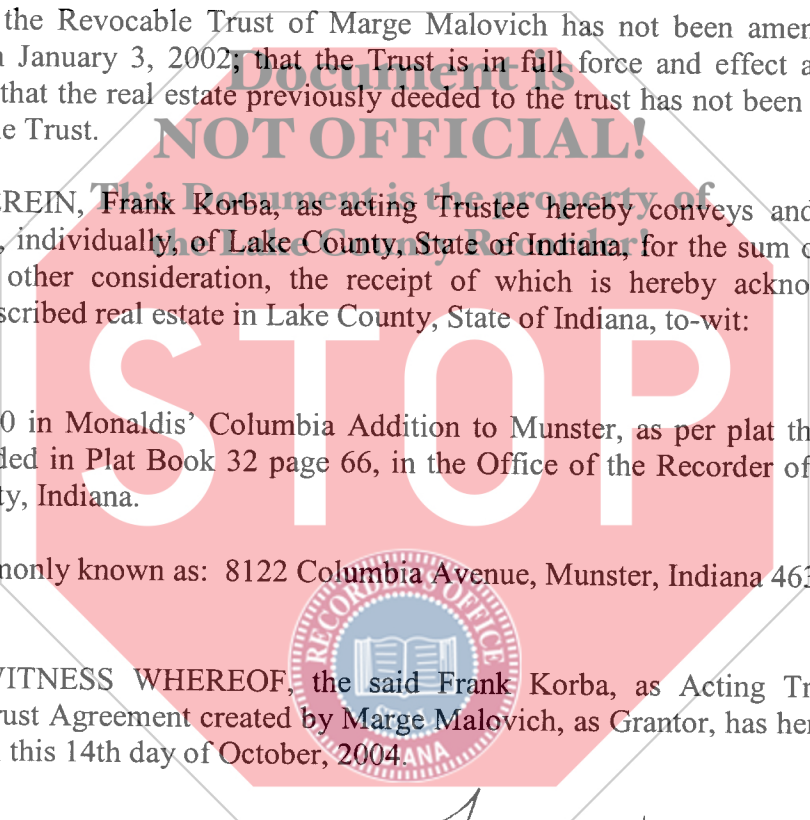 the Revocable Trust of Marge Malovich has not been amen
January 3, 2002; that the Trust is in full force and effect a
Document is
that the real estate previously deeded to the trust has not been
e Trust.
NOT OFFICIAL!
This Document is the property of
REIN, Frank Korba, as acting Trustee hereby conveys and
, individually, of Lake County, State of Indiana, for the sum o
the Lake County Recorder!
other consideration, the receipt of which is hereby ackno
scribed real estate in Lake County, State of Indiana, to-wit:
STOP
0 in Monaldis' Columbia Addition to Munster, as per plat th
ded in Plat Book 32 page 66, in the Office of the Recorder of
ty, Indiana.
monly known as: 8122 Columbia Avenue, Munster, Indiana 463
RECORDER'S OFFICE
SEAL
INDIANA
WITNESS WHEREOF, the said Frank Korba, as Acting Tr
rust Agreement created by Marge Malovich, as Grantor, has her
this 14th day of October, 2004.